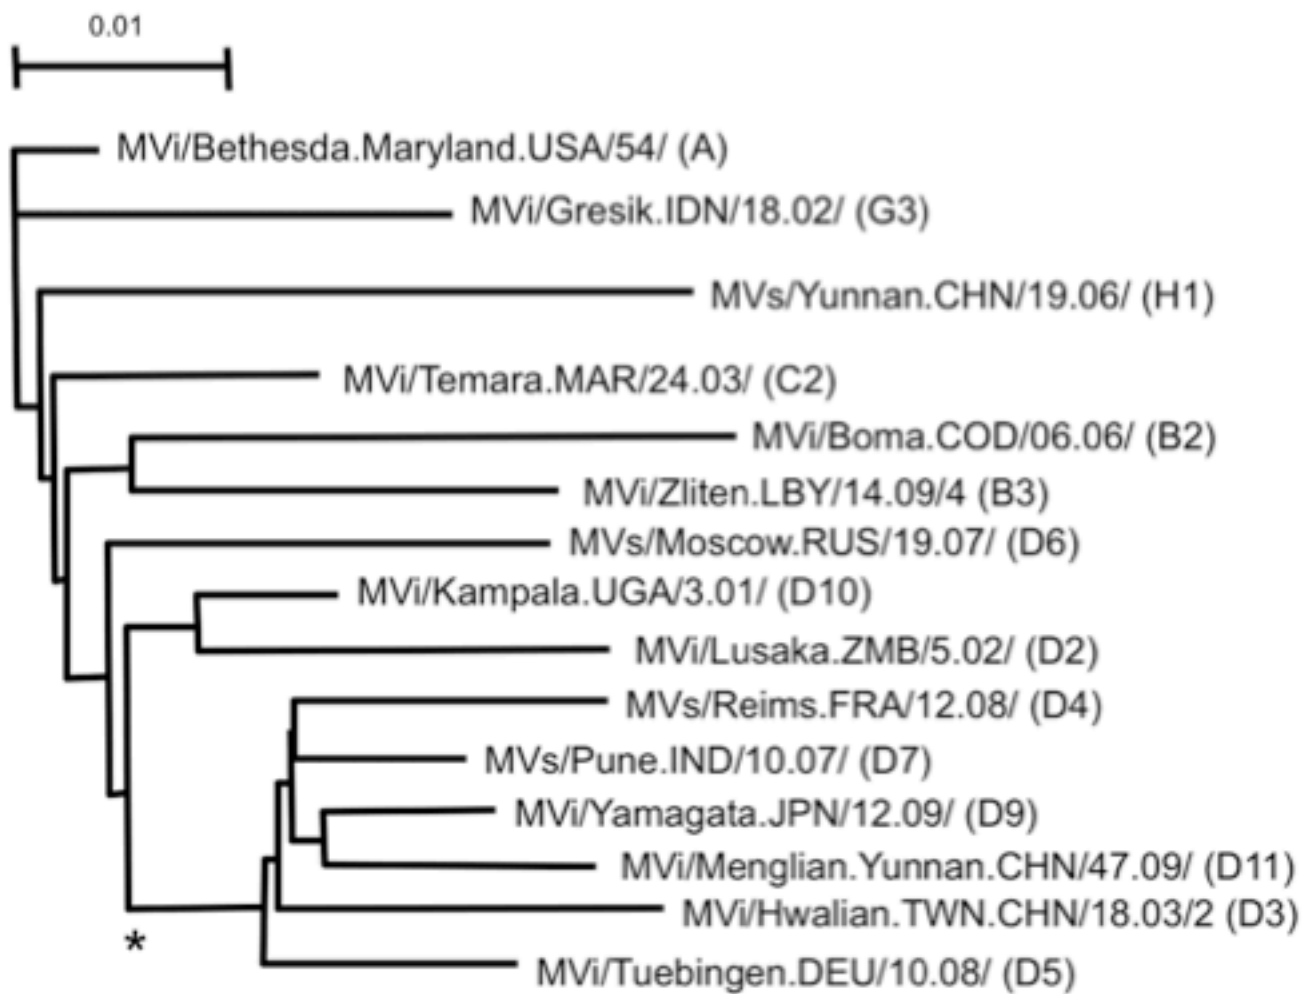 0.01
MVi/Bethesda.Maryland.USA/54/ (A)
MVi/Gresik.IDN/18.02/ (G3)
MVs/Yunnan.CHN/19.06/ (H1)
MVi/Temara.MAR/24.03/ (C2)
MVi/Boma.COD/06.06/ (B2)
MVi/Zliten.LBY/14.09/4 (B3)
MVs/Moscow.RUS/19.07/ (D6)
MVi/Kampala.UGA/3.01/ (D10)
MVi/Lusaka.ZMB/5.02/ (D2)
MVs/Reims.FRA/12.08/ (D4)
MVs/Pune.IND/10.07/ (D7)
MVi/Yamagata.JPN/12.09/ (D9)
MVi/Menglian.Yunnan.CHN/47.09/ (D11)
MVi/Hwalian.TWN.CHN/18.03/2 (D3)
*
MVi/Tuebingen.DEU/10.08/ (D5)